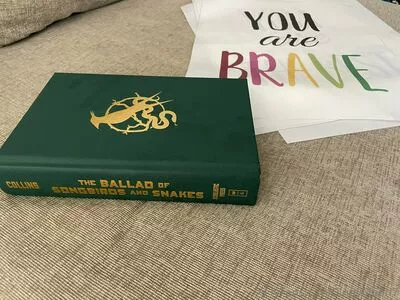 YOU
are
BRAVE
COLLINS
THE BALLAD OF
SONGBIRDS AND SNAKES